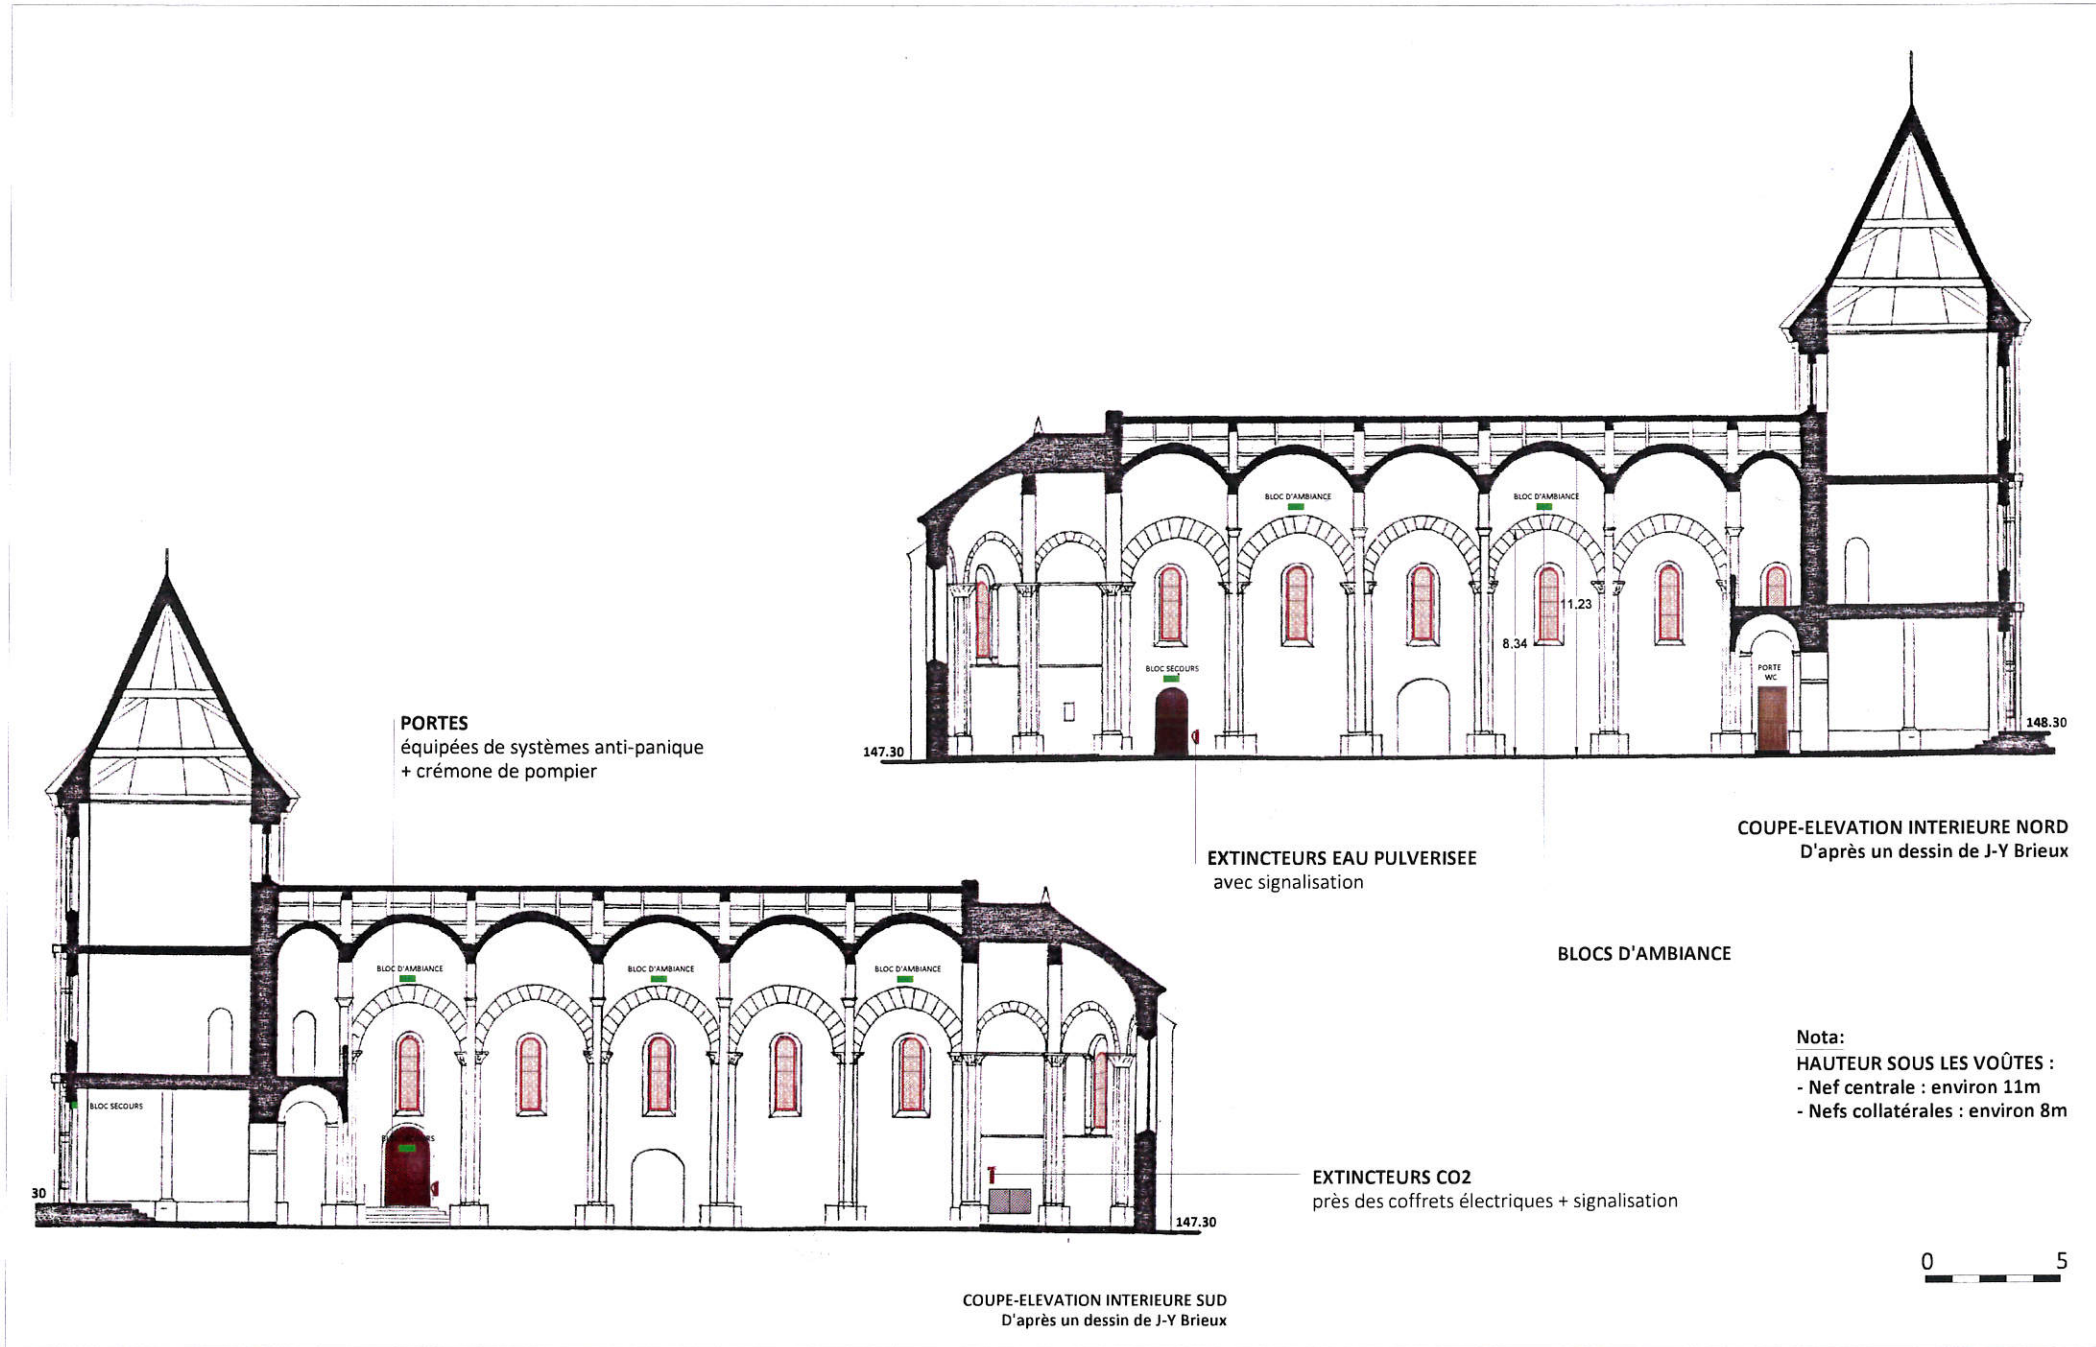 BLOC D'AMBIANCE
BLOC D'AMBIANCE
11.23
8.34
BLOC SECOURS
PORTE
WC
147.30
148.30
COUPE-ELEVATION INTERIEURE NORD
D'après un dessin de J-Y Brieux
PORTES
équipées de systèmes anti-panique
+ crémone de pompier
EXTINCTEURS EAU PULVERISEE
avec signalisation
BLOCS D'AMBIANCE
BLOC D'AMBIANCE
BLOC D'AMBIANCE
BLOC D'AMBIANCE
BLOC SECOURS
BLOC SECOURS
30
147.30
Nota:
HAUTEUR SOUS LES VOÛTES :
- Nef centrale : environ 11m
- Nefs collatérales : environ 8m
EXTINCTEURS CO2
près des coffrets électriques + signalisation
0 5
COUPE-ELEVATION INTERIEURE SUD
D'après un dessin de J-Y Brieux